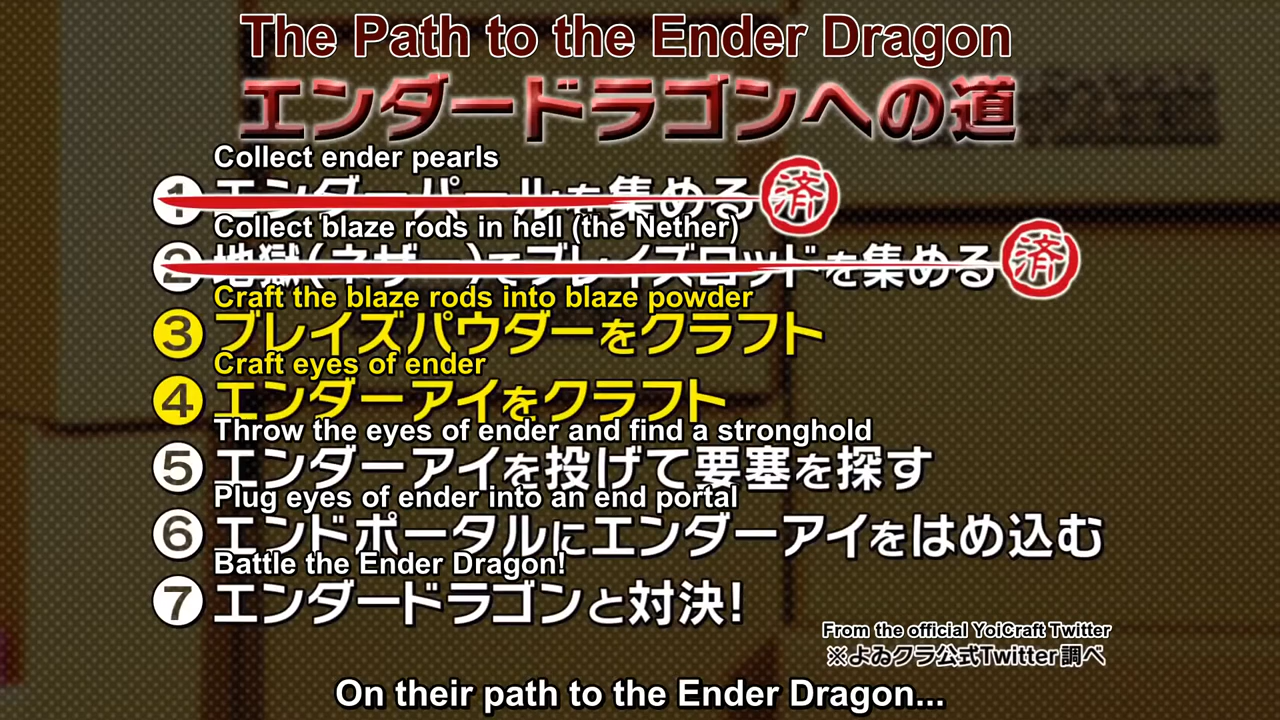 The Path to the Ender Dragon
エンダードラゴンへの道
Collect ender pearls
1 エンダーパールを集める 済
Collect blaze rods in hell (the Nether)
2 地獄(ネザー)でブレイズロッドを集める 済
Craft the blaze rods into blaze powder
3 ブレイズパウダーをクラフト
Craft eyes of ender
4 エンダーアイをクラフト
Throw the eyes of ender and find a stronghold
5 エンダーアイを投げて要塞を探す
Plug eyes of ender into an end portal
6 エンドポータルにエンダーアイをはめ込む
Battle the Ender Dragon!
7 エンダードラゴンと対決!
From the official YoiCraft Twitter
※よゐクラ公式Twitter調べ
On their path to the Ender Dragon...